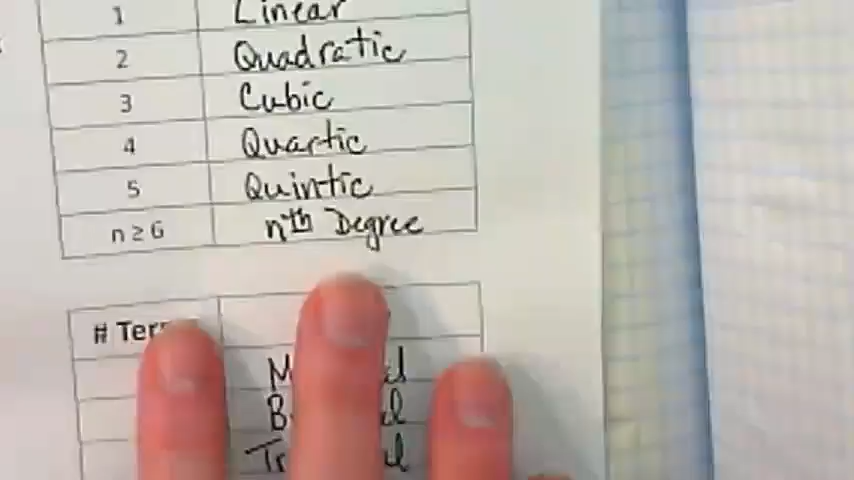 1 Linear
2 Quadratic
3 Cubic
4 Quartic
5 Quintic
n ≥ 6 nth Degree
#